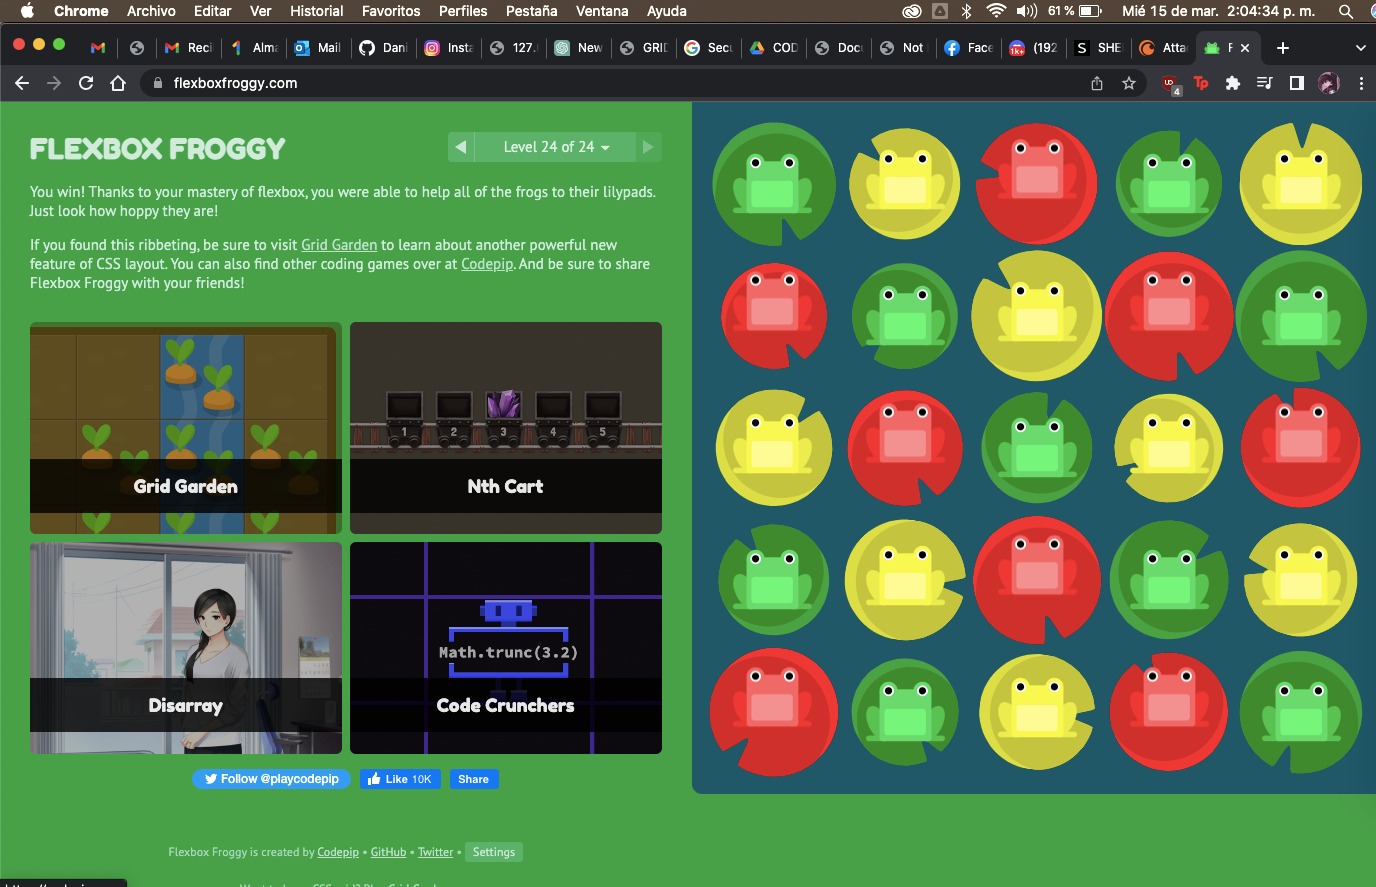 Chrome Archivo Editar Ver Historial Favoritos Perfiles Pestaña Ventana Ayuda 61 % Mié 15 de mar. 2:04:34 p. m.
M Reci Alma Mail Dani Insta 127. New GRID Secu COD Docu Not Face (192 SHE Atta F
flexboxfroggy.com UD 4 Tp
FLEXBOX FROGGY
Level 24 of 24
You win! Thanks to your mastery of flexbox, you were able to help all of the frogs to their lilypads.
Just look how hoppy they are!
If you found this ribbeting, be sure to visit Grid Garden to learn about another powerful new
feature of CSS layout. You can also find other coding games over at Codepip. And be sure to share
Flexbox Froggy with your friends!
1 2 3 4 5
Grid Garden
Nth Cart
Math.trunc(3.2)
Disarray
Code Crunchers
Follow @playcodepip Like 10K Share
Flexbox Froggy is created by Codepip • GitHub • Twitter • Settings